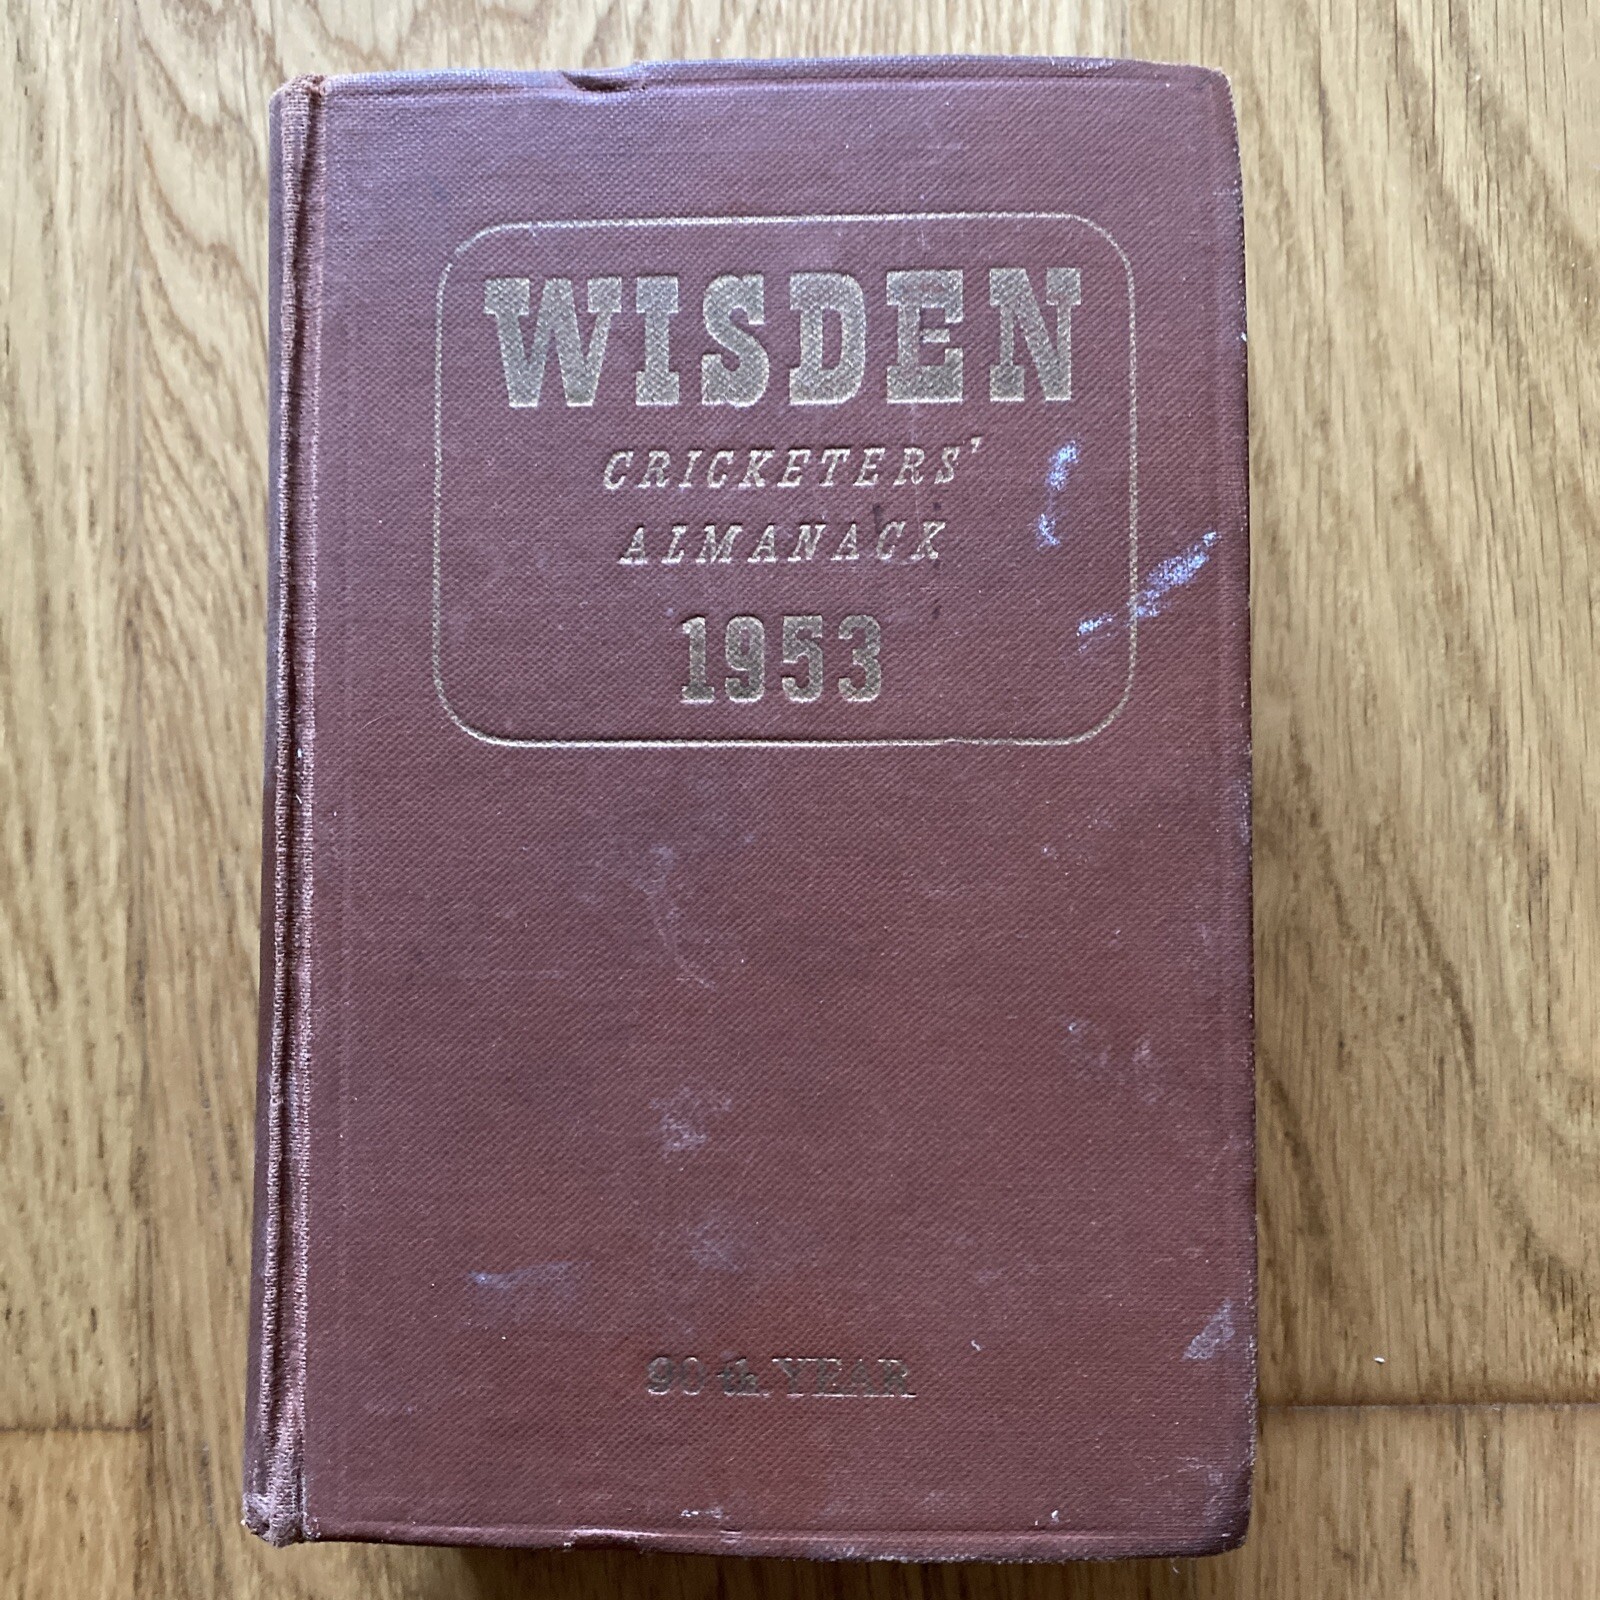 WISDEN
CRICKETERS'
ALMANACK
1953
90th YEAR